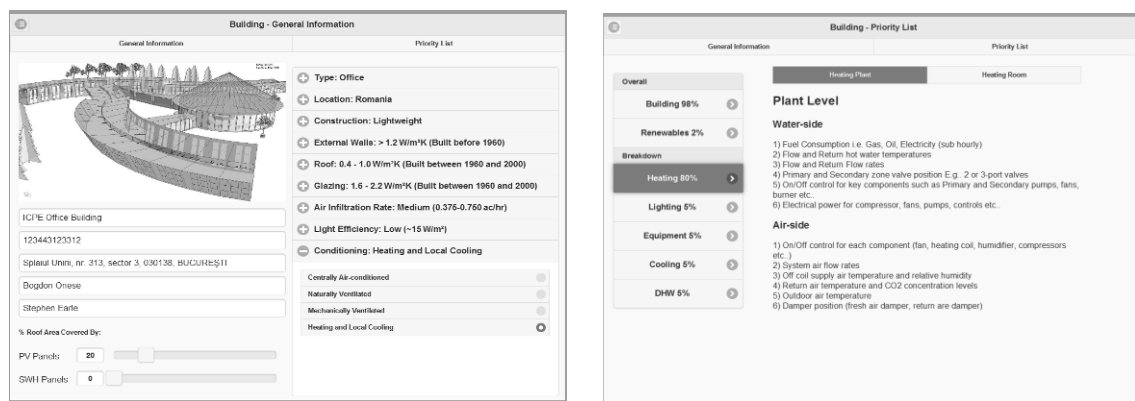 Building - General Information
General Information
Priority List
ICPE Office Building
123443123312
Splaiul Unirii, nr. 313, sector 3, 030138, BUCUREŞTI
Bogdon Onese
Stephen Earle
% Roof Area Covered By:
PV Panels 20
SWH Panels 0
Type: Office
Location: Romania
Construction: Lightweight
External Walls: > 1.2 W/m²K (Built before 1960)
Roof: 0.4 - 1.0 W/m²K (Built between 1960 and 2000)
Glazing: 1.6 - 2.2 W/m²K (Built between 1960 and 2000)
Air Infiltration Rate: Medium (0.375-0.750 ac/hr)
Light Efficiency: Low (~15 W/m²)
Conditioning: Heating and Local Cooling
Centrally Air-conditioned
Naturally Ventilated
Mechanically Ventilated
Heating and Local Cooling
Building - Priority List
General Information
Priority List
Overall
Building 98%
Renewables 2%
Breakdown
Heating 80%
Lighting 5%
Equipment 5%
Cooling 5%
DHW 5%
Heating Plant
Heating Room
Plant Level
Water-side
1) Fuel Consumption i.e. Gas, Oil, Electricity (sub hourly)
2) Flow and Return hot water temperatures
3) Flow and Return Flow rates
4) Primary and Secondary zone valve position E.g.. 2 or 3-port valves
5) On/Off control for key components such as Primary and Secondary pumps, fans,
burner etc..
6) Electrical power for compressor, fans, pumps, controls etc..
Air-side
1) On/Off control for each component (fan, heating coil, humidifier, compressors
etc..)
2) System air flow rates
3) Off coil supply air temperature and relative humidity
4) Return air temperature and CO2 concentration levels
5) Outdoor air temperature
6) Damper position (fresh air damper, return are damper)